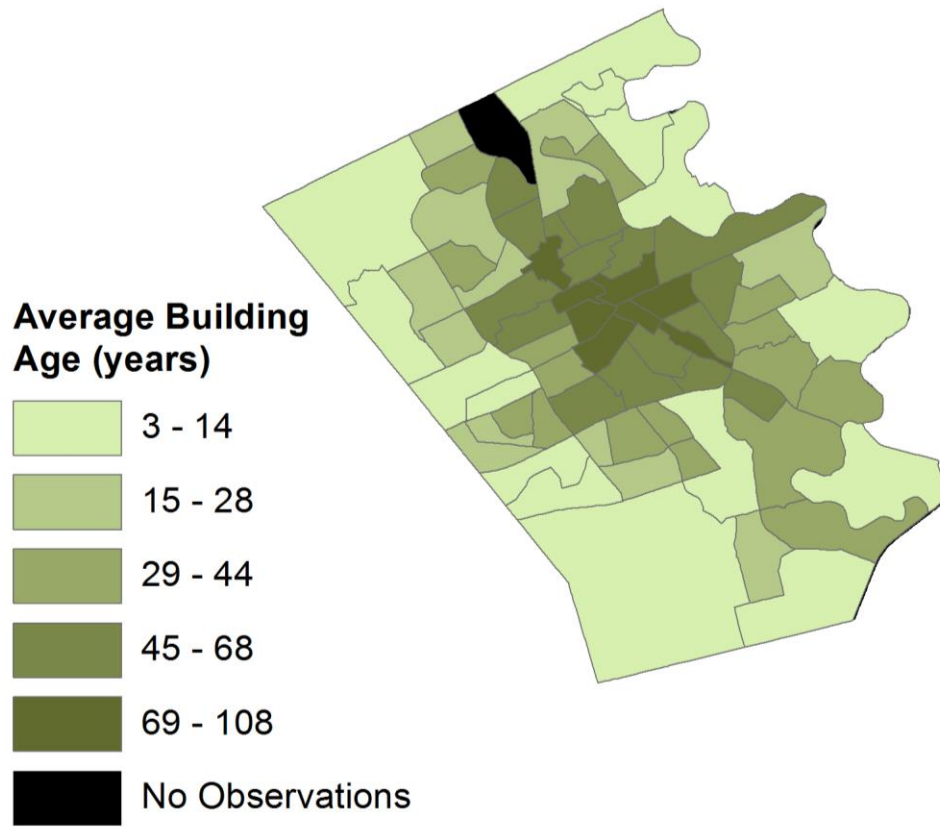 Average Building
Age (years)
3 - 14
15 - 28
29 - 44
45 - 68
69 - 108
No Observations